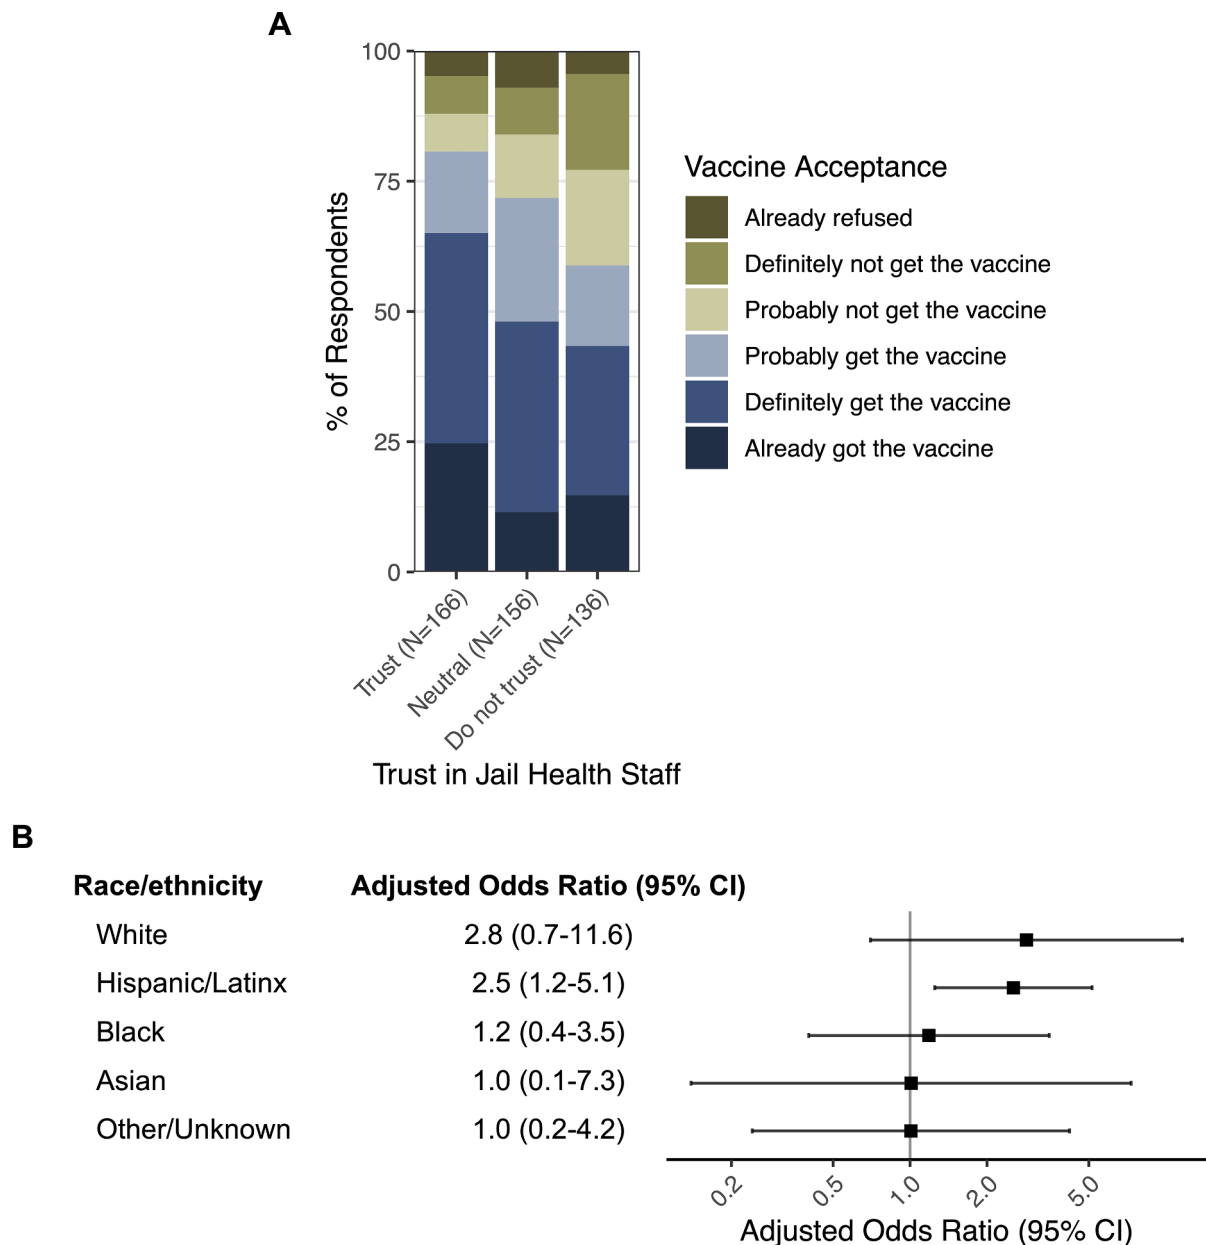 A
100
75
50
25
0
% of Respondents
Trust (N=166)
Neutral (N=156)
Do not trust (N=136)
Trust in Jail Health Staff
Vaccine Acceptance
Already refused
Definitely not get the vaccine
Probably not get the vaccine
Probably get the vaccine
Definitely get the vaccine
Already got the vaccine
B
Race/ethnicity Adjusted Odds Ratio (95% CI)
White 2.8 (0.7-11.6)
Hispanic/Latinx 2.5 (1.2-5.1)
Black 1.2 (0.4-3.5)
Asian 1.0 (0.1-7.3)
Other/Unknown 1.0 (0.2-4.2)
0.2 0.5 1.0 2.0 5.0
Adjusted Odds Ratio (95% CI)